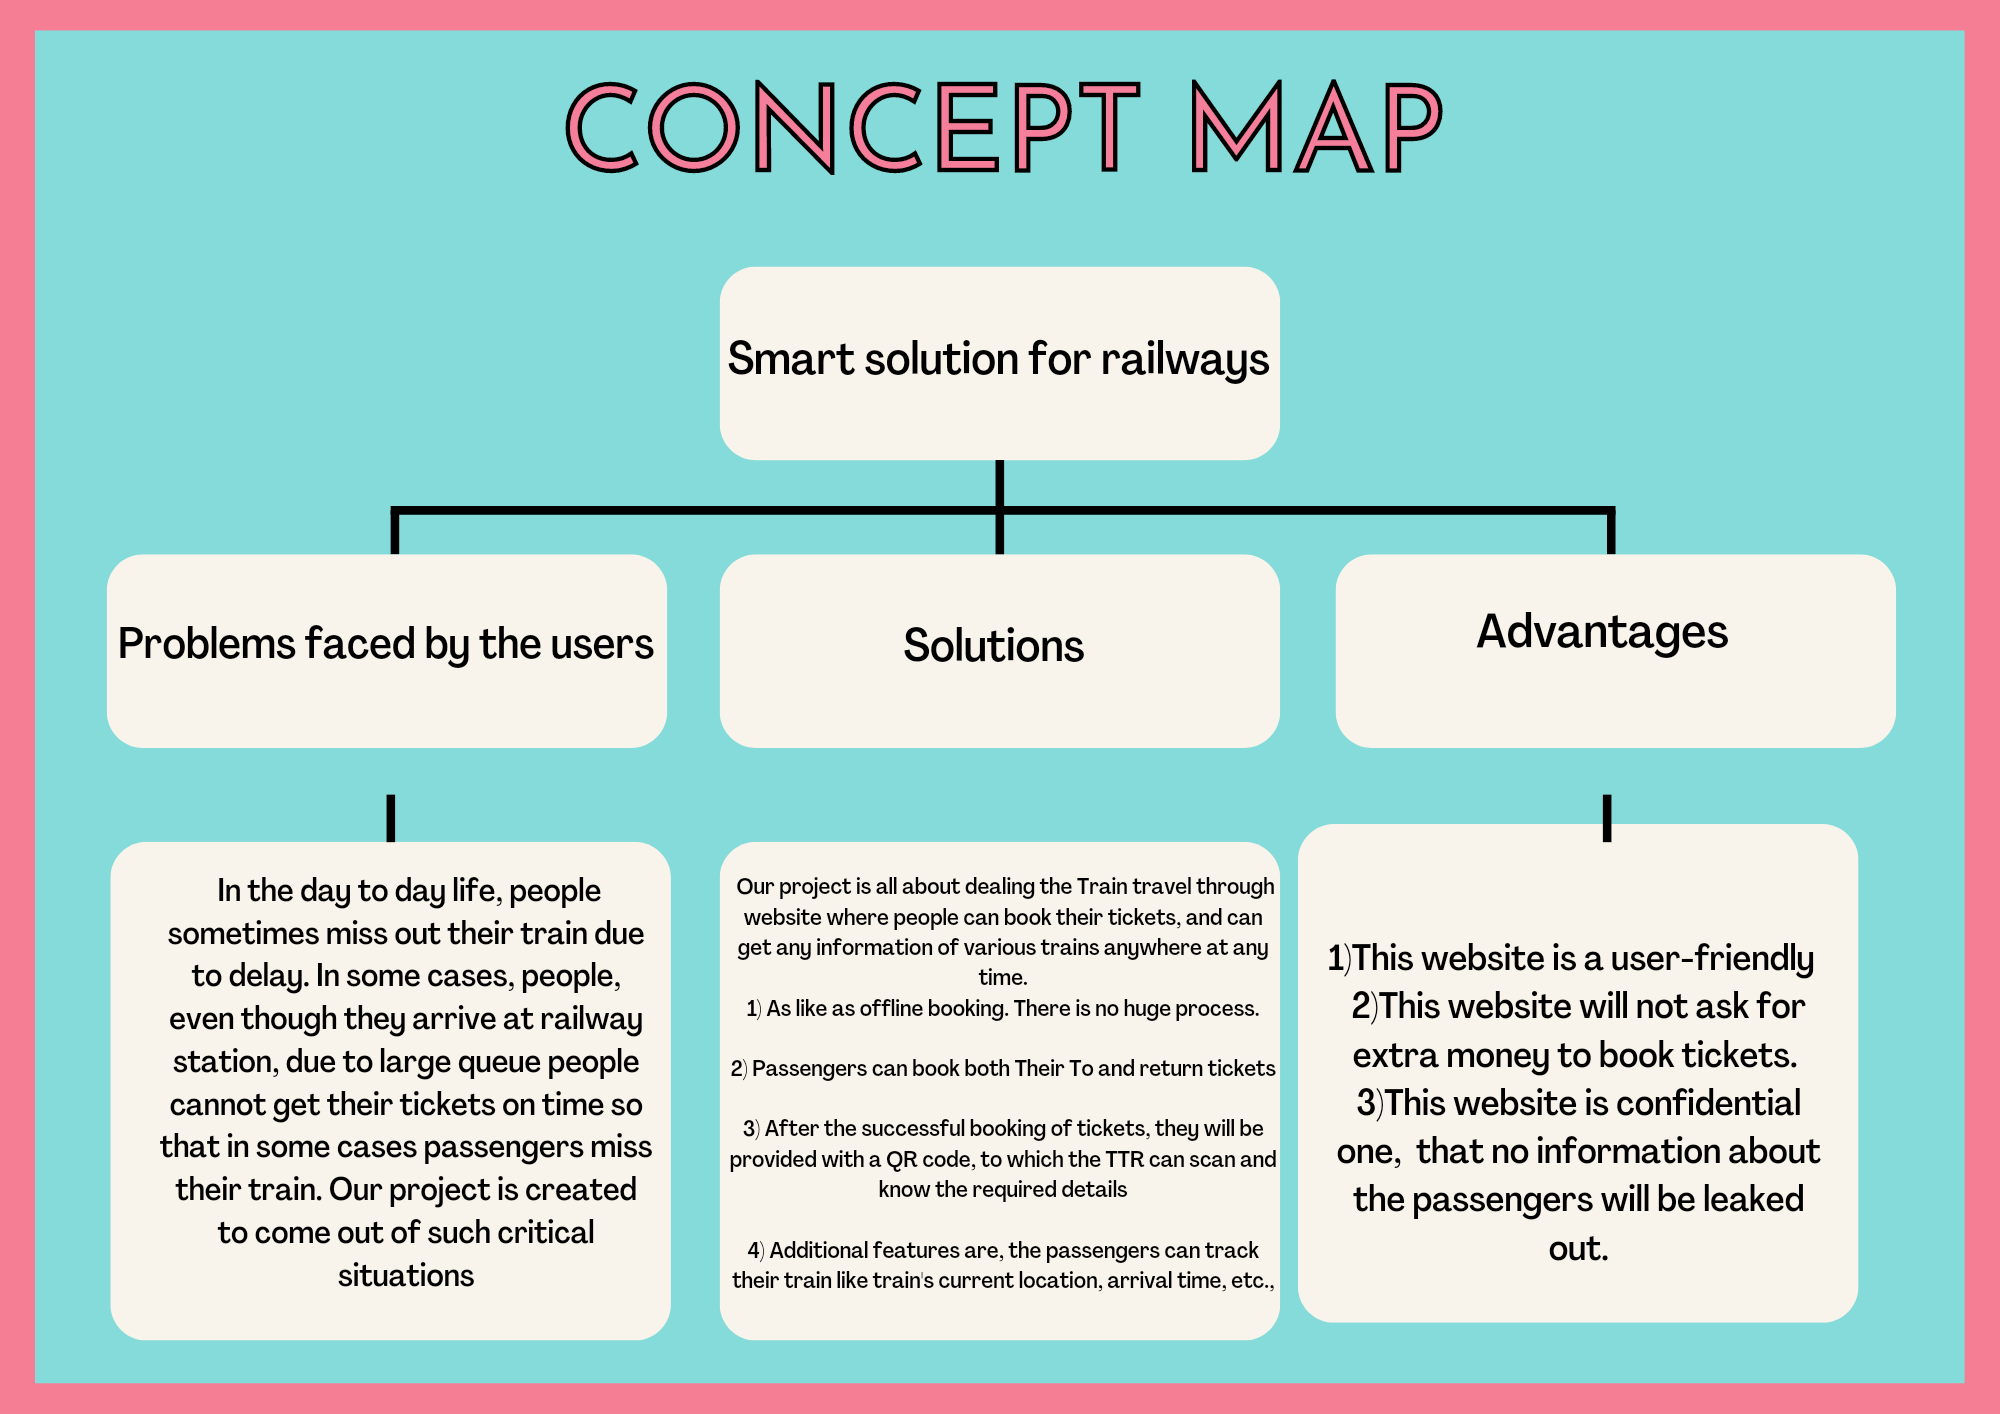 CONCEPT MAP
Smart solution for railways
Problems faced by the users
Solutions
Advantages
In the day to day life, people
sometimes miss out their train due
to delay. In some cases, people,
even though they arrive at railway
station, due to large queue people
cannot get their tickets on time so
that in some cases passengers miss
their train. Our project is created
to come out of such critical
situations
Our project is all about dealing the Train travel through
website where people can book their tickets, and can
get any information of various trains anywhere at any
time.
1) As like as offline booking. There is no huge process.
2) Passengers can book both Their To and return tickets
3) After the successful booking of tickets, they will be
provided with a QR code, to which the TTR can scan and
know the required details
4) Additional features are, the passengers can track
their train like train's current location, arrival time, etc.,
1)This website is a user-friendly
2)This website will not ask for
extra money to book tickets.
3)This website is confidential
one,  that no information about
the passengers will be leaked
out.